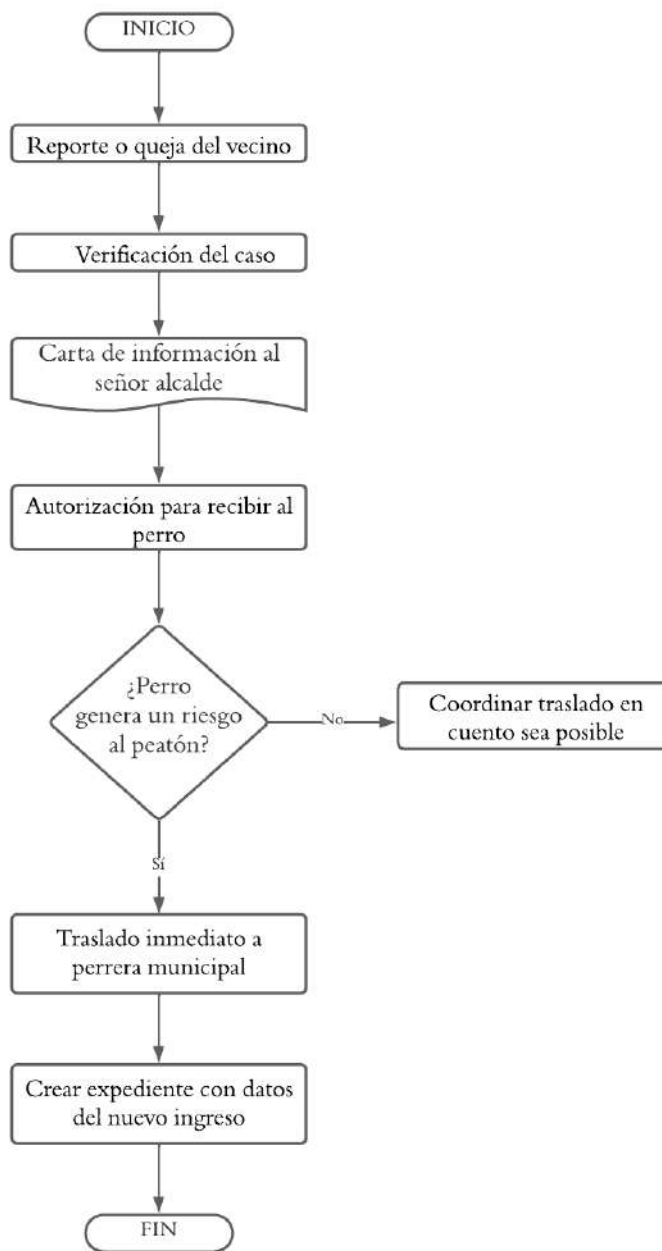 INICIO
Reporte o queja del vecino
Verificación del caso
Carta de información al
señor alcalde
Autorización para recibir al
perro
¿Perro
genera un riesgo
al peatón?
No
Coordinar traslado en
cuento sea posible
Sí
Traslado inmediato a
perrera municipal
Crear expediente con datos
del nuevo ingreso
FIN